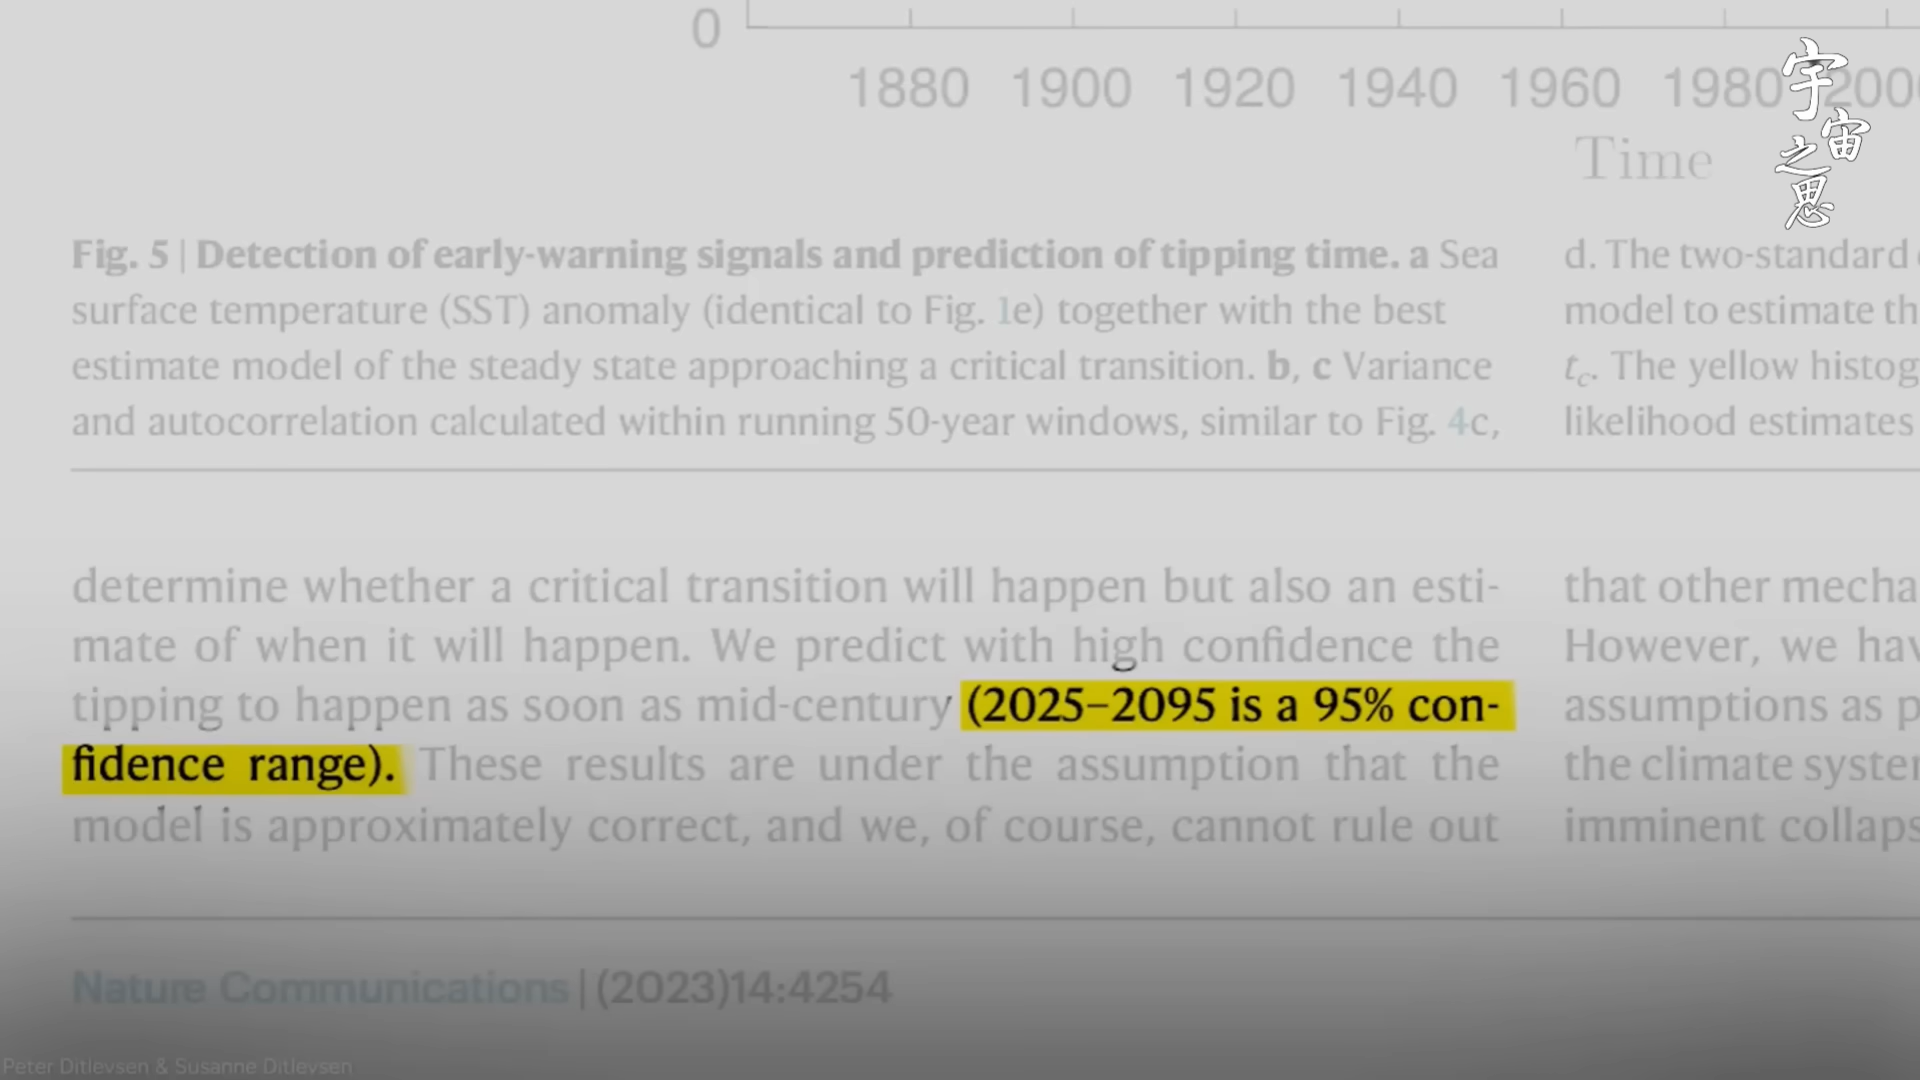 0
1880 1900 1920 1940 1960 1980 200
Time
宇宙之思
Fig. 5 | Detection of early-warning signals and prediction of tipping time. a Sea
surface temperature (SST) anomaly (identical to Fig. 1e) together with the best
estimate model of the steady state approaching a critical transition. b, c Variance
and autocorrelation calculated within running 50-year windows, similar to Fig. 4c,
d. The two-standard
model to estimate th
tc. The yellow histog
likelihood estimates
determine whether a critical transition will happen but also an esti-
mate of when it will happen. We predict with high confidence the
tipping to happen as soon as mid-century (2025–2095 is a 95% con-
fidence range). These results are under the assumption that the
model is approximately correct, and we, of course, cannot rule out
that other mecha
However, we hav
assumptions as p
the climate system
imminent collaps
Nature Communications | (2023)14:4254
Peter Ditlevsen & Susanne Ditlevsen